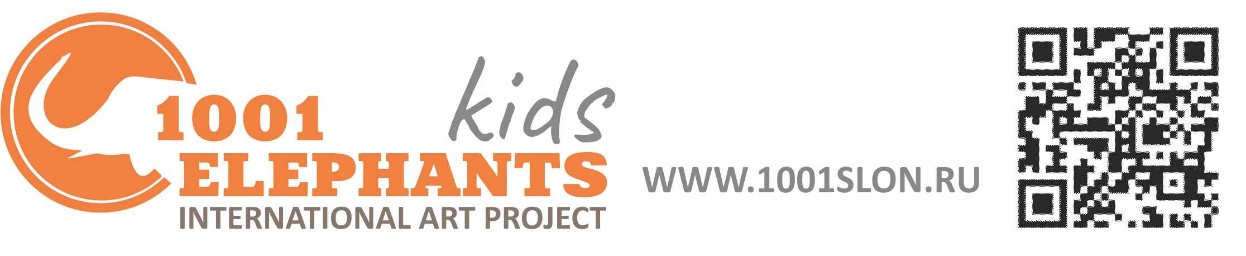 1001
kids
ELEPHANTS
INTERNATIONAL ART PROJECT
WWW.1001SLON.RU